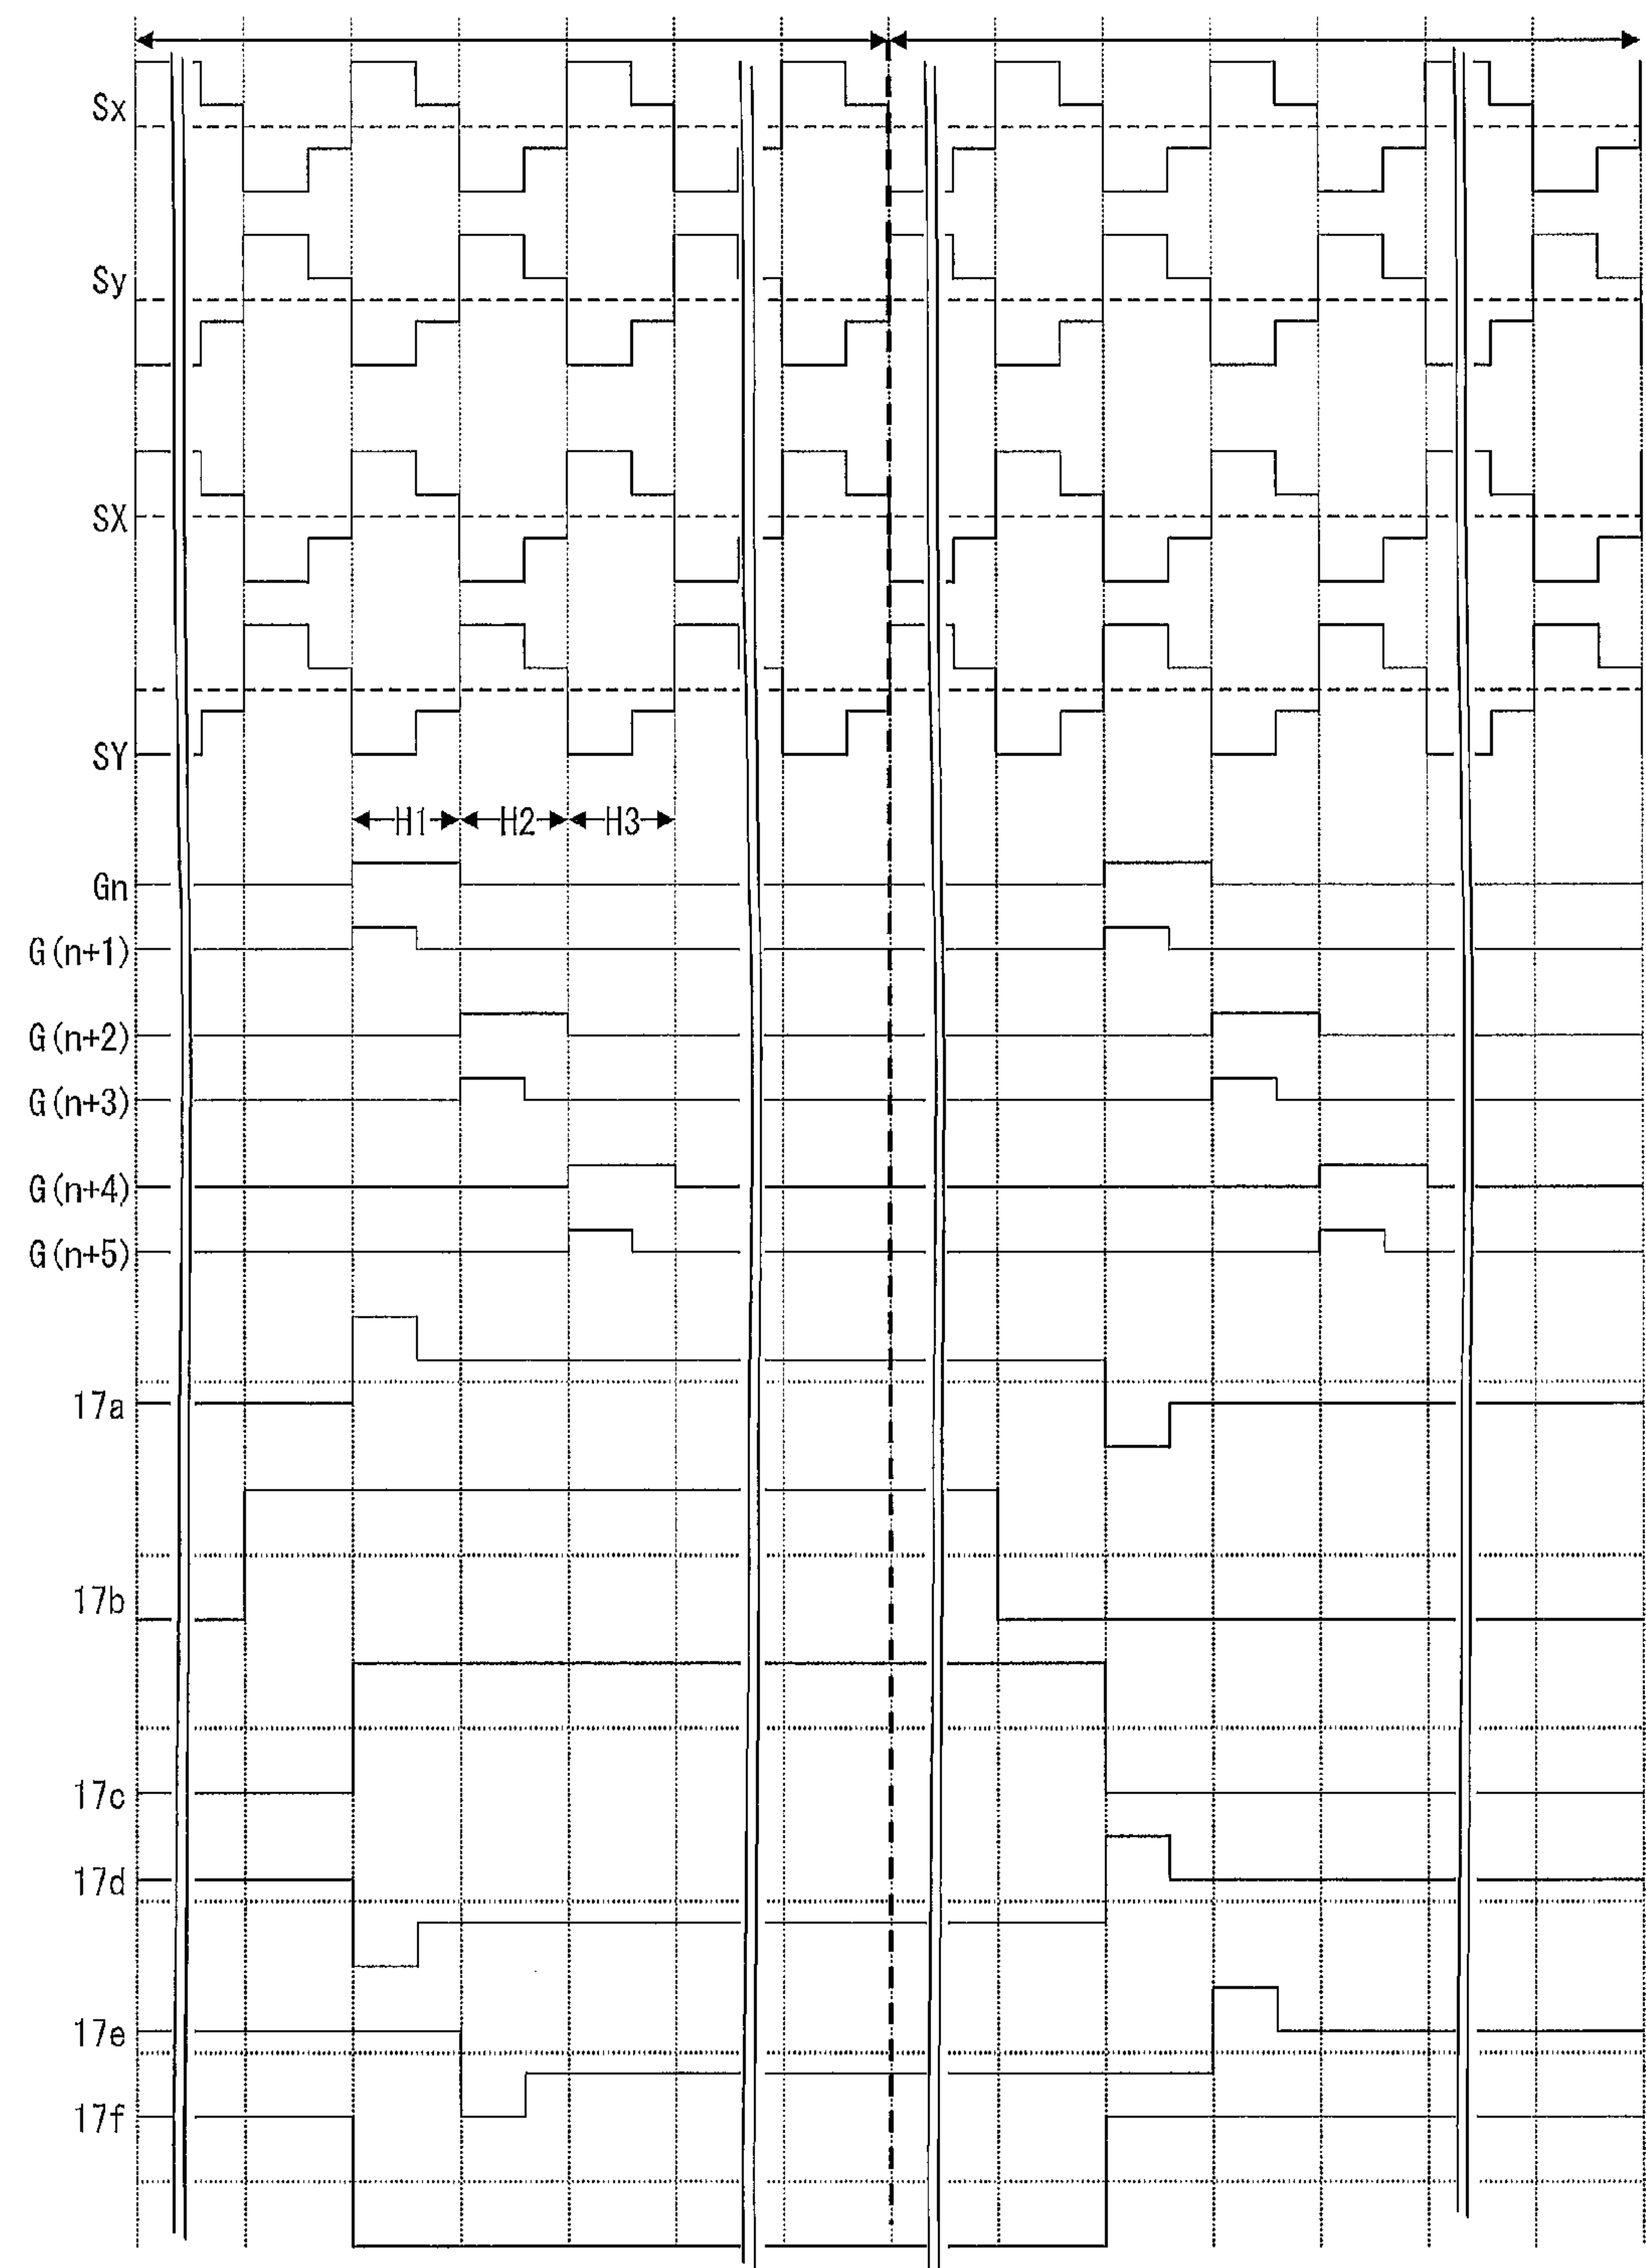 Sx
Sy
SX
SY
H1 H2 H3
Gn
G(n+1)
G(n+2)
G(n+3)
G(n+4)
G(n+5)
17a
17b
17c
17d
17e
17f